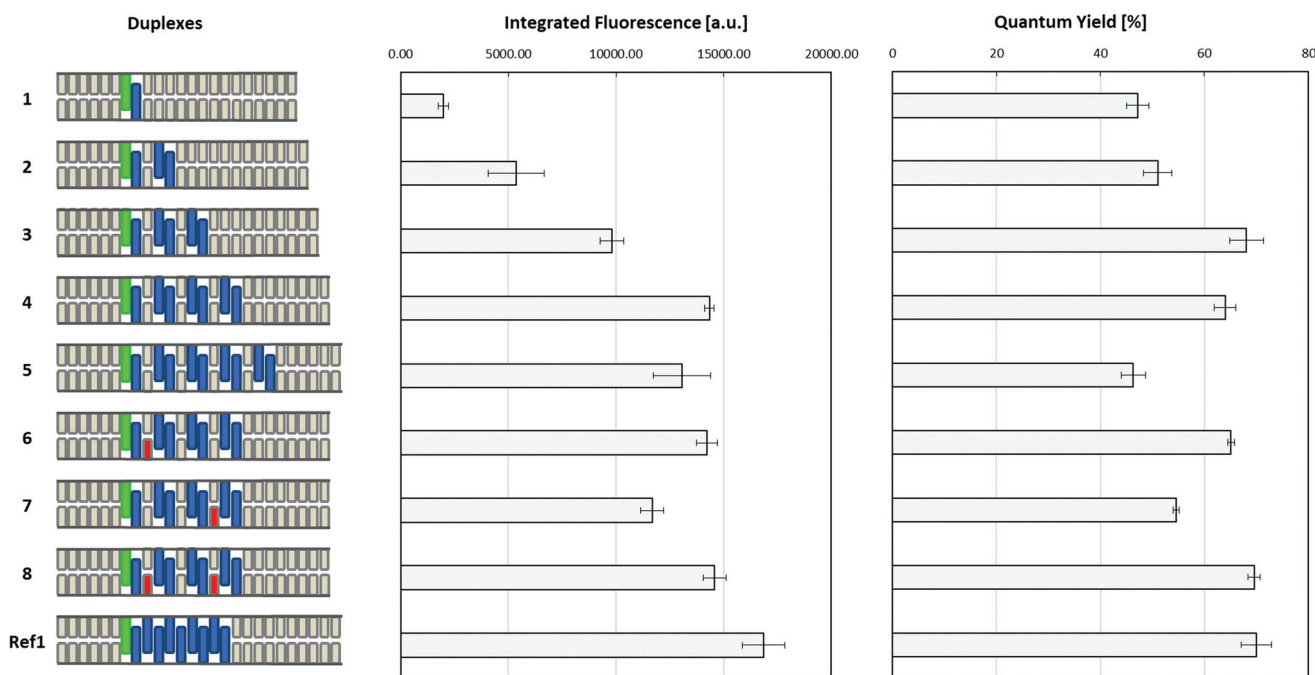 Duplexes
Integrated Fluorescence [a.u.]
Quantum Yield [%]
0.00 5000.00 10000.00 15000.00 20000.00
0 20 40 60 80
1
2
3
4
5
6
7
8
Ref1